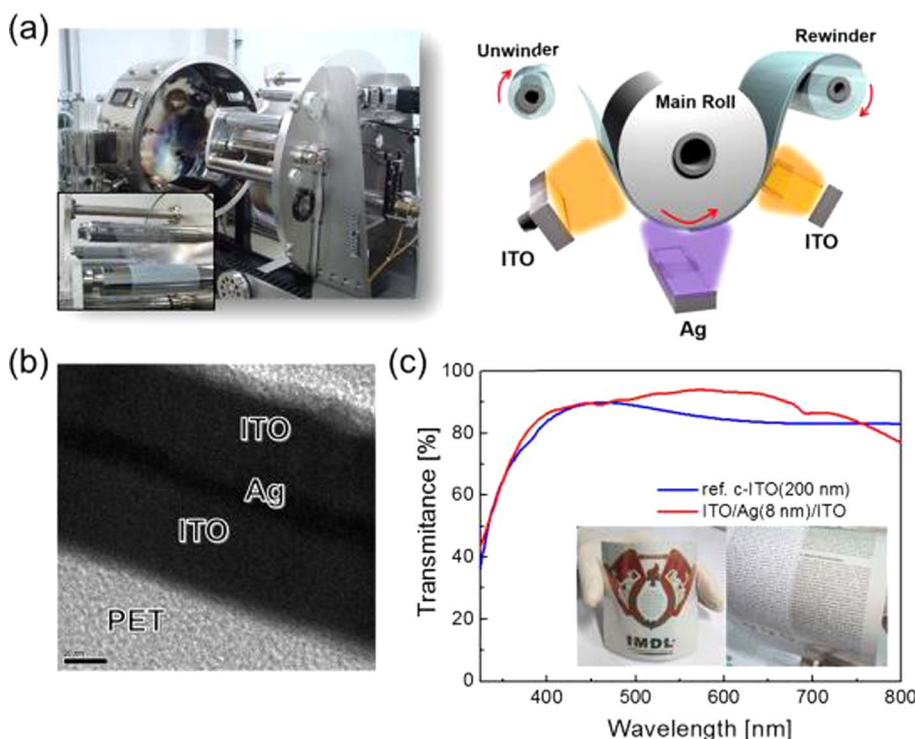 (a)
Unwinder
Rewinder
Main Roll
ITO
ITO
Ag
(b)
ITO
Ag
ITO
PET
(c)
100
80
60
40
20
0
Transmitance [%]
ref. c-ITO(200 nm)
ITO/Ag(8 nm)/ITO
IMDL
400
500
600
700
800
Wavelength [nm]